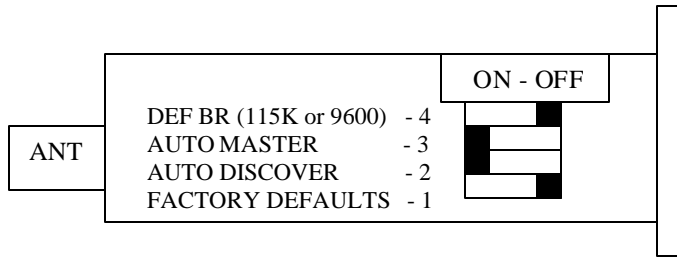 ON - OFF
DEF BR (115K or 9600) - 4
AUTO MASTER - 3
ANT
AUTO DISCOVER - 2
FACTORY DEFAULTS - 1